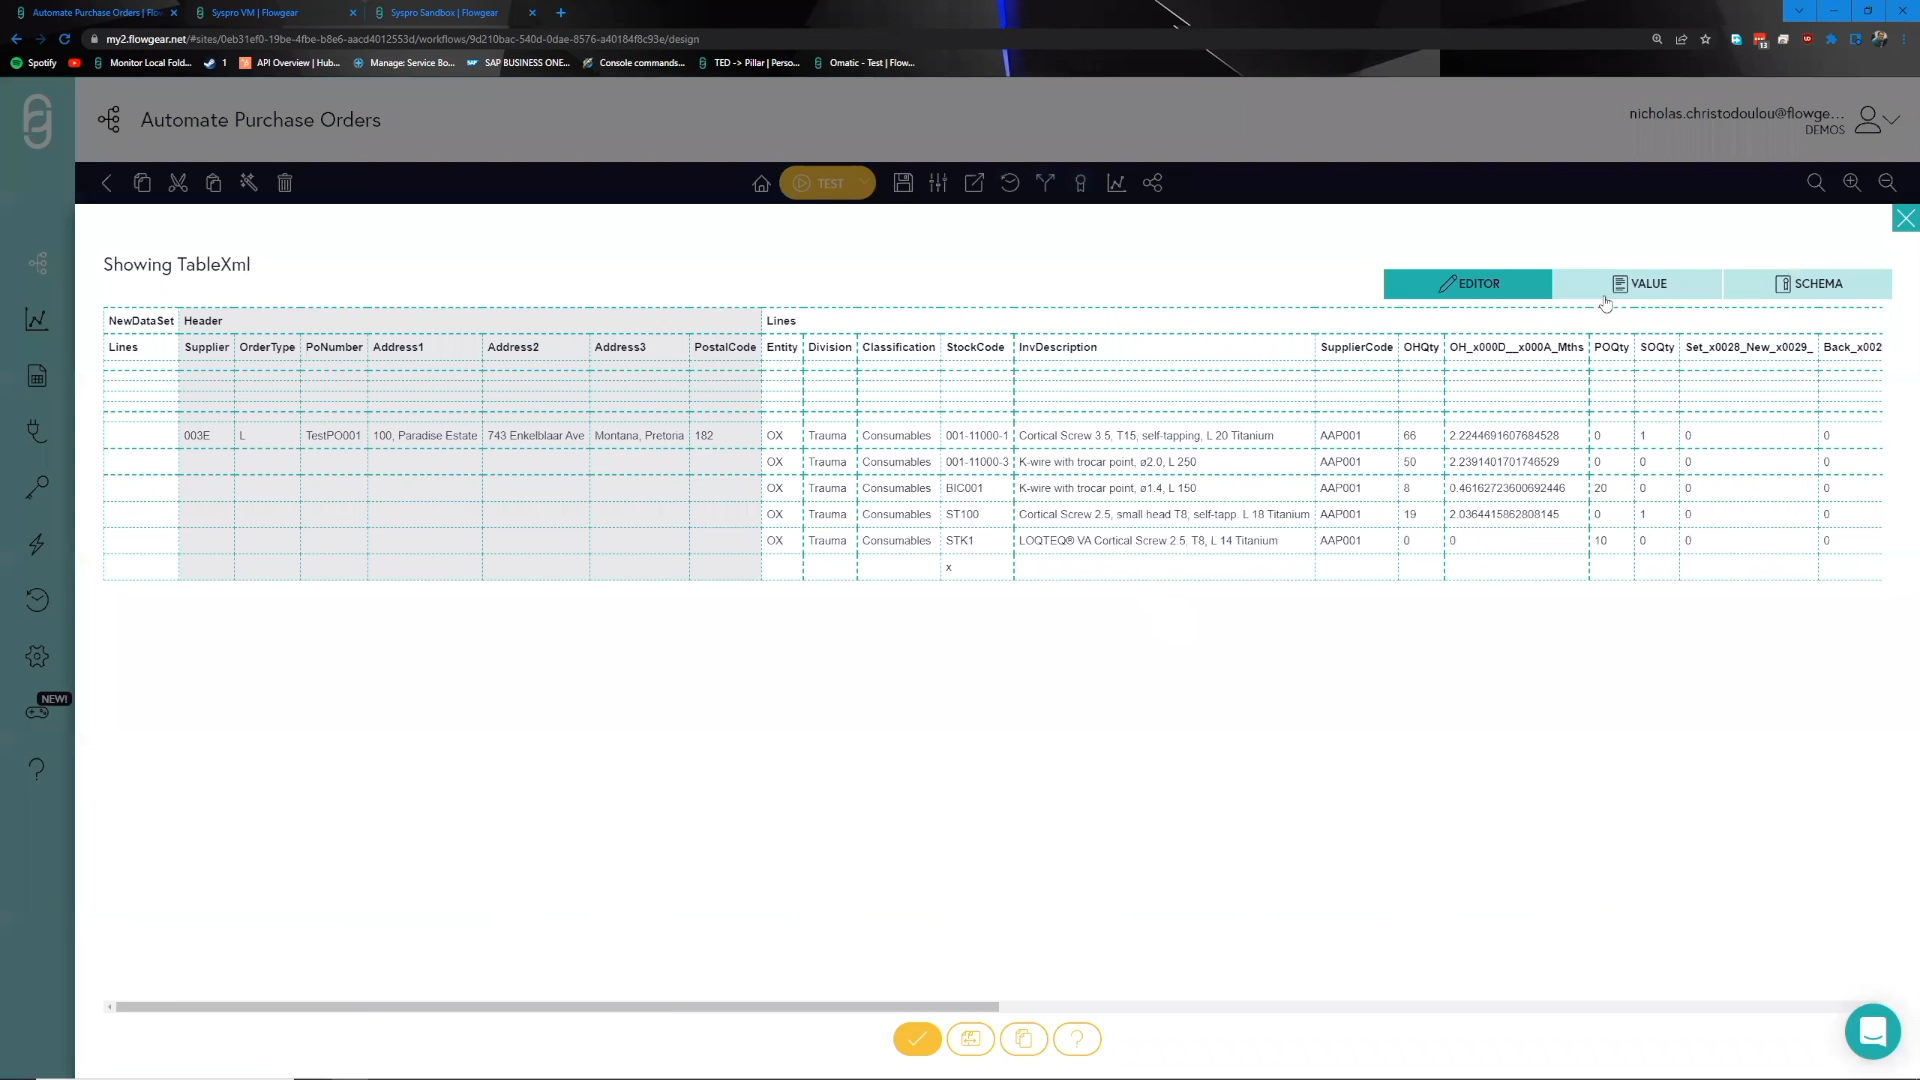 Automate Purchase Orders | Flo
Syspro VM | Flowgear
Syspro Sandbox | Flowgear
my2.flowgear.net/#sites/0eb31ef0-19be-4fbe-b8e6-aacd4012553d/workflows/9d210bac-540d-0dae-8576-a40184f8c93e/design
13
Spotify
Monitor Local Fold...
1
API Overview | Hub...
Manage: Service Bo...
SAP BUSINESS ONE...
Console commands...
TED -> Pillar | Perso...
Omatic - Test | Flow...
Automate Purchase Orders
nicholas.christodoulou@flowge...
DEMOS
TEST
Showing TableXml
EDITOR VALUE SCHEMA
NewDataSet Header Lines
Lines Supplier OrderType PoNumber Address1 Address2 Address3 PostalCode Entity Division Classification StockCode InvDescription SupplierCode OHQty OH_x000D__x000A_Mths POQty SOQty Set_x0028_New_x0029_ Back_x002
003E L TestPO001 100, Paradise Estate 743 Enkelblaar Ave Montana, Pretoria 182 OX Trauma Consumables 001-11000-1 Cortical Screw 3.5, T15, self-tapping, L 20 Titanium AAP001 66 2.2244691607684528 0 1 0 0
OX Trauma Consumables 001-11000-3 K-wire with trocar point, ø2.0, L 250 AAP001 50 2.2391401701746529 0 0 0 0
OX Trauma Consumables BIC001 K-wire with trocar point, ø1.4, L 150 AAP001 8 0.46162723600692446 20 0 0 0
OX Trauma Consumables ST100 Cortical Screw 2.5, small head T8, self-tapp. L 18 Titanium AAP001 19 2.0364415862808145 0 1 0 0
OX Trauma Consumables STK1 LOQTEQ® VA Cortical Screw 2.5, T8, L 14 Titanium AAP001 0 0 10 0 0 0
x
NEW!